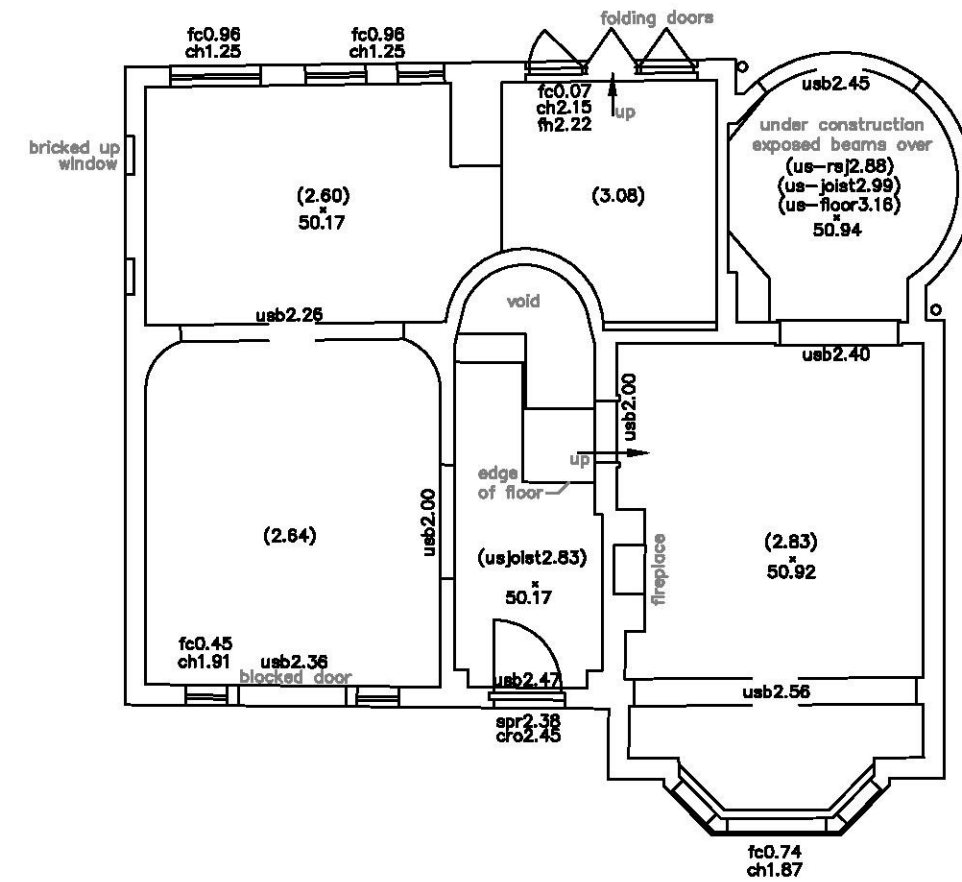 folding doors
fc0.96
ch1.25
fc0.96
ch1.25
fc0.07
ch2.15
fh2.22
up
usb2.45
under construction
exposed beams over
(us-rsj2.88)
(us-joist2.99)
(us-floor3.16)
50.94
bricked up
window
(2.60)
50.17
(3.08)
void
usb2.26
usb2.40
usb2.00
up
edge
of floor
usb2.00
(2.64)
(usjoist2.83)
50.17
(2.83)
50.92
fireplace
fc0.45
ch1.91
usb2.36
blocked door
usb2.47
usb2.56
spr2.38
cro2.45
fc0.74
ch1.87